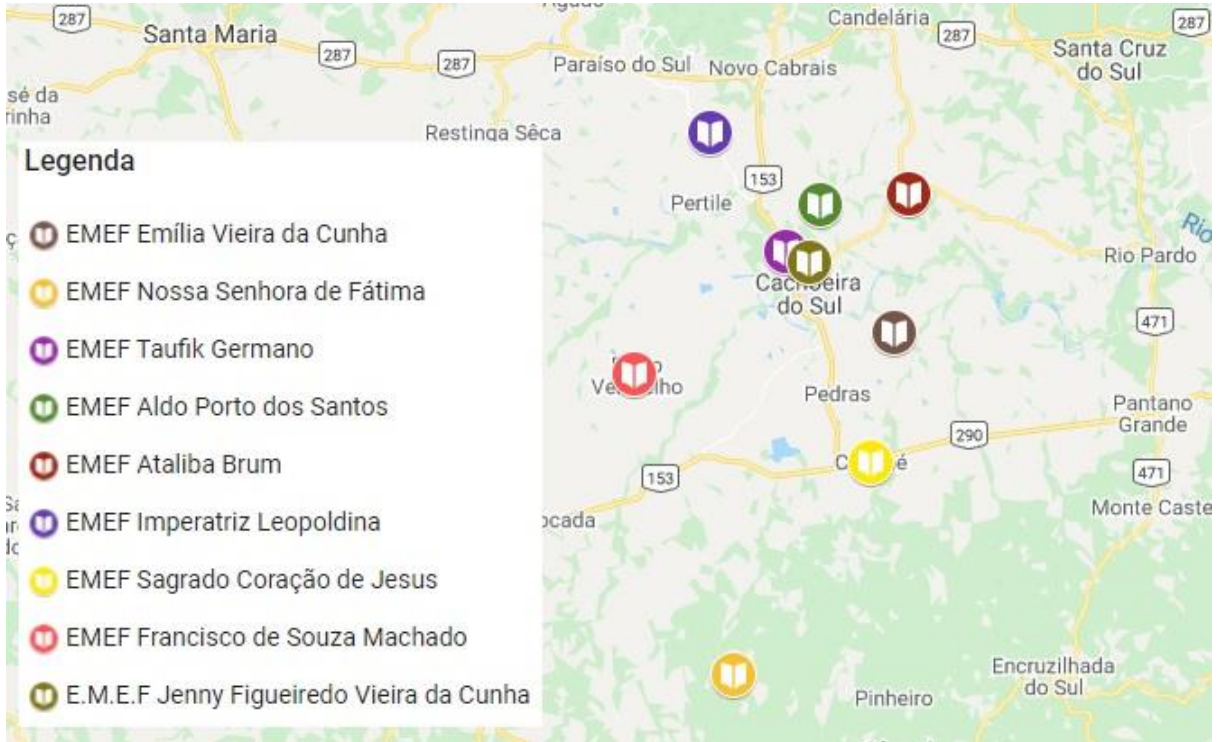 287
Santa Maria
287
287
Candelária
287
287
Santa Cruz
do Sul
Paraíso do Sul
Novo Cabrais
Restinga Sêca
Legenda
EMEF Emília Vieira da Cunha
EMEF Nossa Senhora de Fátima
EMEF Taufik Germano
EMEF Aldo Porto dos Santos
EMEF Ataliba Brum
EMEF Imperatriz Leopoldina
EMEF Sagrado Coração de Jesus
EMEF Francisco de Souza Machado
E.M.E.F Jenny Figueiredo Vieira da Cunha
153
Pertile
Rio
Rio Pardo
Cachoeira
do Sul
471
Pedras
Pantano
Grande
290
153
471
Monte Caste
Encruzilhada
do Sul
Pinheiro